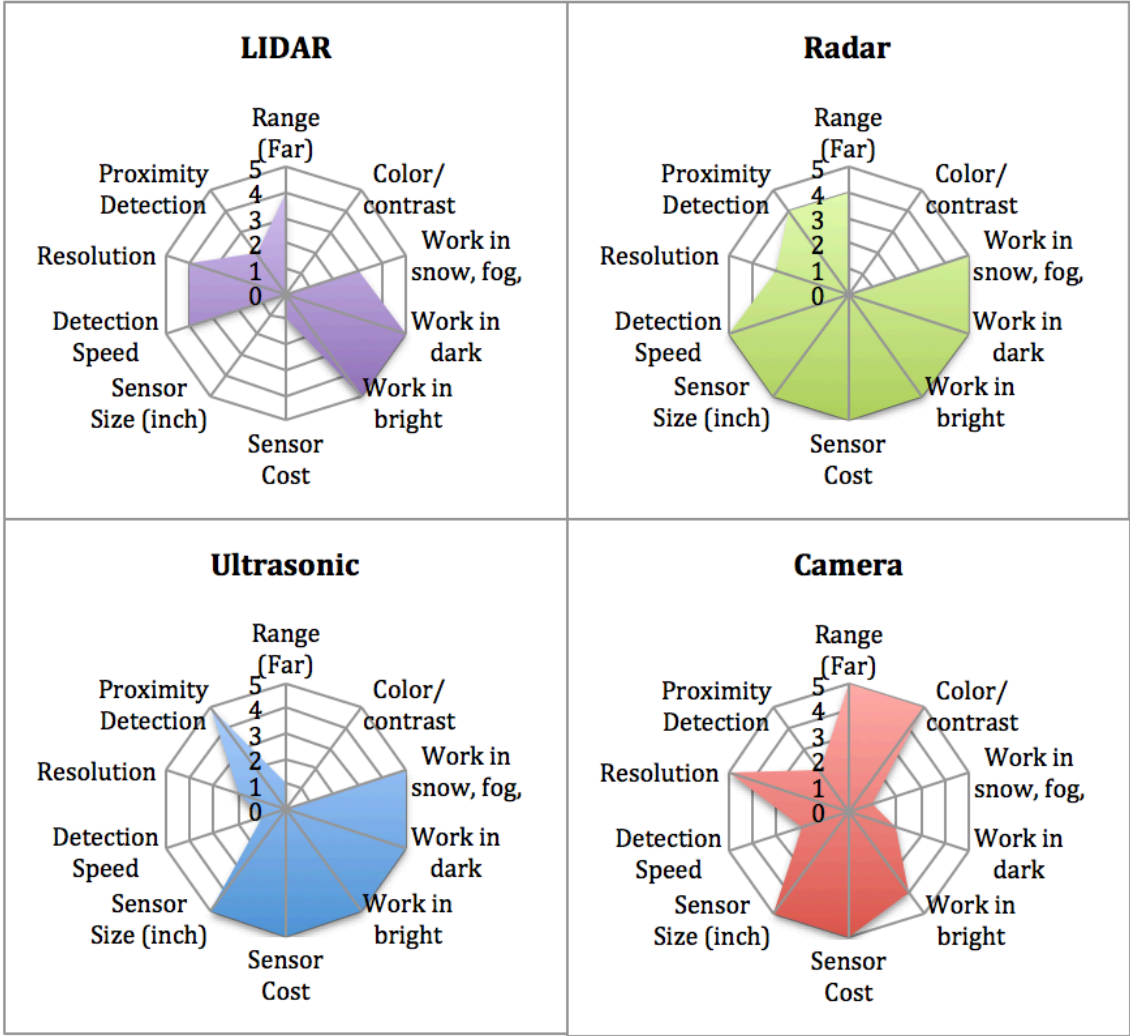 LIDAR
Range
(Far)
Color/
contrast
Work in
snow, fog,
Work in
dark
Work in
bright
Sensor
Cost
Sensor
Size (inch)
Detection
Speed
Resolution
Proximity
Detection
5
4
3
2
1
0
Radar
Range
(Far)
Color/
contrast
Work in
snow, fog,
Work in
dark
Work in
bright
Sensor
Cost
Sensor
Size (inch)
Detection
Speed
Resolution
Proximity
Detection
5
4
3
2
1
0
Ultrasonic
Range
(Far)
Color/
contrast
Work in
snow, fog,
Work in
dark
Work in
bright
Sensor
Cost
Sensor
Size (inch)
Detection
Speed
Resolution
Proximity
Detection
5
4
3
2
1
0
Camera
Range
(Far)
Color/
contrast
Work in
snow, fog,
Work in
dark
Work in
bright
Sensor
Cost
Sensor
Size (inch)
Detection
Speed
Resolution
Proximity
Detection
5
4
3
2
1
0